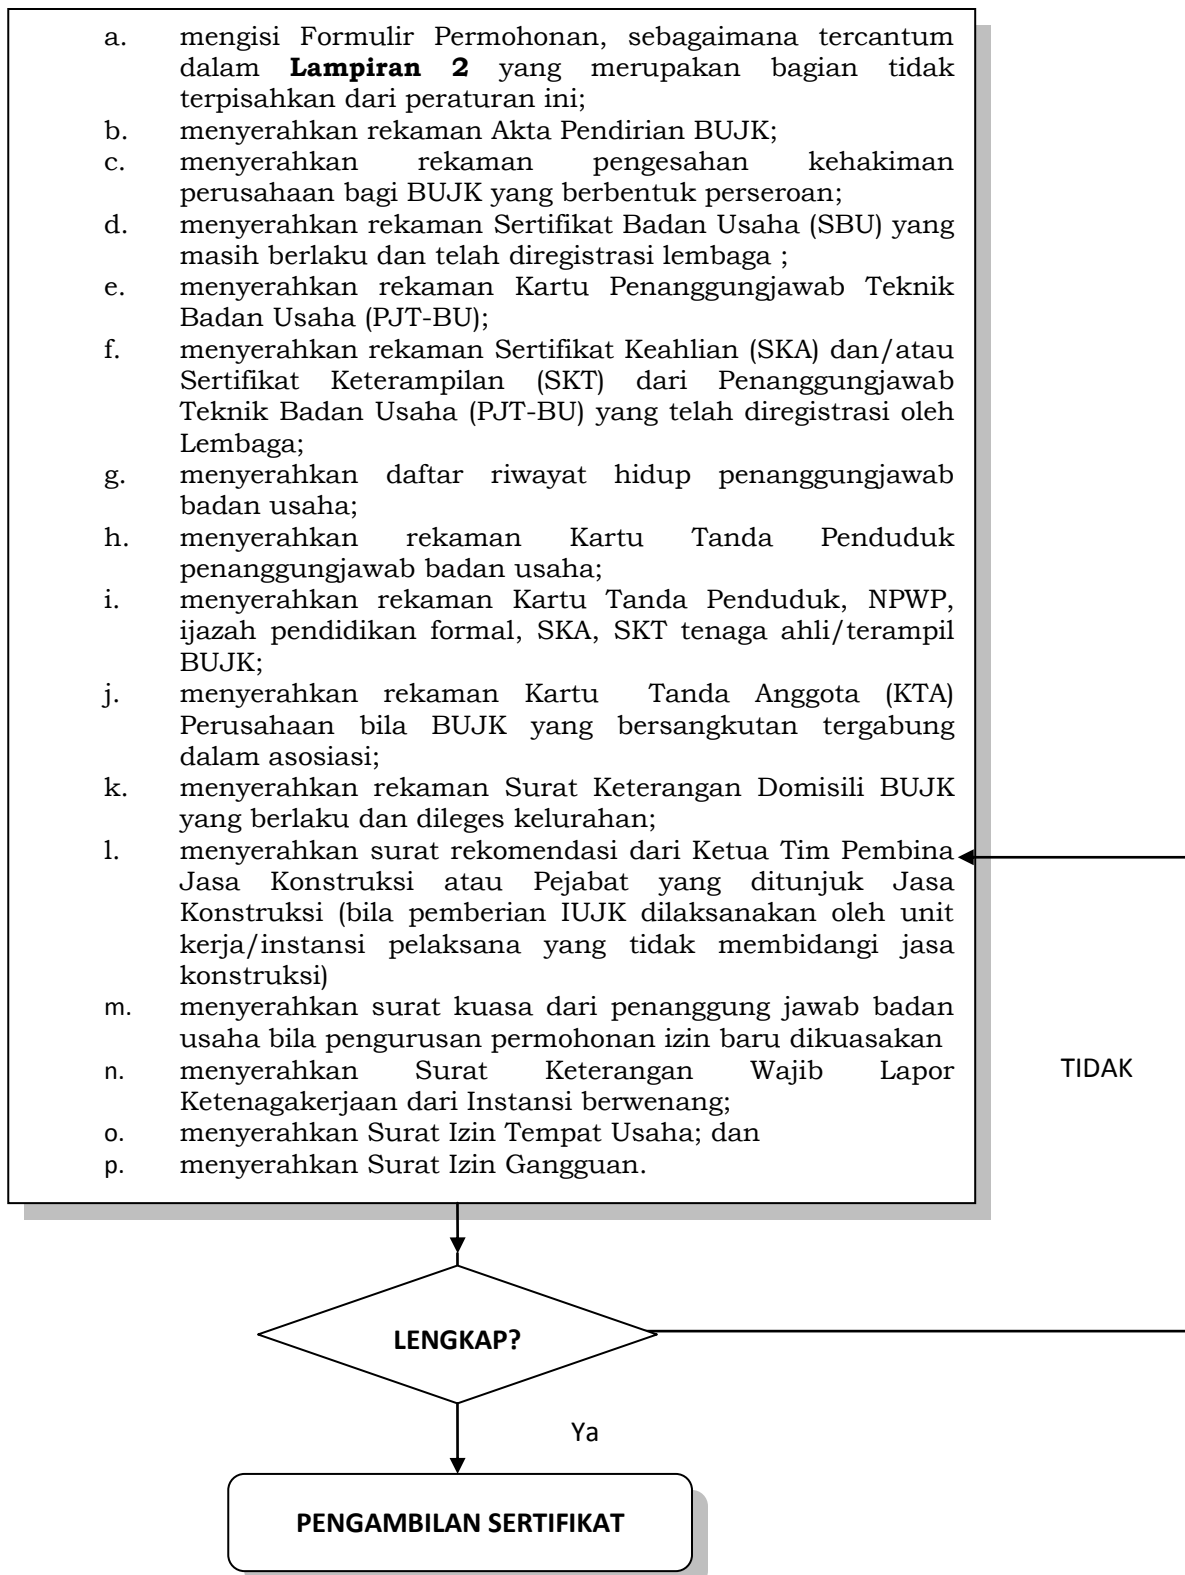 a. mengisi Formulir Permohonan, sebagaimana tercantum
dalam Lampiran 2 yang merupakan bagian tidak
terpisahkan dari peraturan ini;
b. menyerahkan rekaman Akta Pendirian BUJK;
c. menyerahkan rekaman pengesahan kehakiman
perusahaan bagi BUJK yang berbentuk perseroan;
d. menyerahkan rekaman Sertifikat Badan Usaha (SBU) yang
masih berlaku dan telah diregistrasi lembaga ;
e. menyerahkan rekaman Kartu Penanggungjawab Teknik
Badan Usaha (PJT-BU);
f. menyerahkan rekaman Sertifikat Keahlian (SKA) dan/atau
Sertifikat Keterampilan (SKT) dari Penanggungjawab
Teknik Badan Usaha (PJT-BU) yang telah diregistrasi oleh
Lembaga;
g. menyerahkan daftar riwayat hidup penanggungjawab
badan usaha;
h. menyerahkan rekaman Kartu Tanda Penduduk
penanggungjawab badan usaha;
i. menyerahkan rekaman Kartu Tanda Penduduk, NPWP,
ijazah pendidikan formal, SKA, SKT tenaga ahli/terampil
BUJK;
j. menyerahkan rekaman Kartu Tanda Anggota (KTA)
Perusahaan bila BUJK yang bersangkutan tergabung
dalam asosiasi;
k. menyerahkan rekaman Surat Keterangan Domisili BUJK
yang berlaku dan dileges kelurahan;
l. menyerahkan surat rekomendasi dari Ketua Tim Pembina
Jasa Konstruksi atau Pejabat yang ditunjuk Jasa
Konstruksi (bila pemberian IUJK dilaksanakan oleh unit
kerja/instansi pelaksana yang tidak membidangi jasa
konstruksi)
m. menyerahkan surat kuasa dari penanggung jawab badan
usaha bila pengurusan permohonan izin baru dikuasakan
n. menyerahkan Surat Keterangan Wajib Lapor
Ketenagakerjaan dari Instansi berwenang;
o. menyerahkan Surat Izin Tempat Usaha; dan
p. menyerahkan Surat Izin Gangguan.
TIDAK
LENGKAP?
Ya
PENGAMBILAN SERTIFIKAT